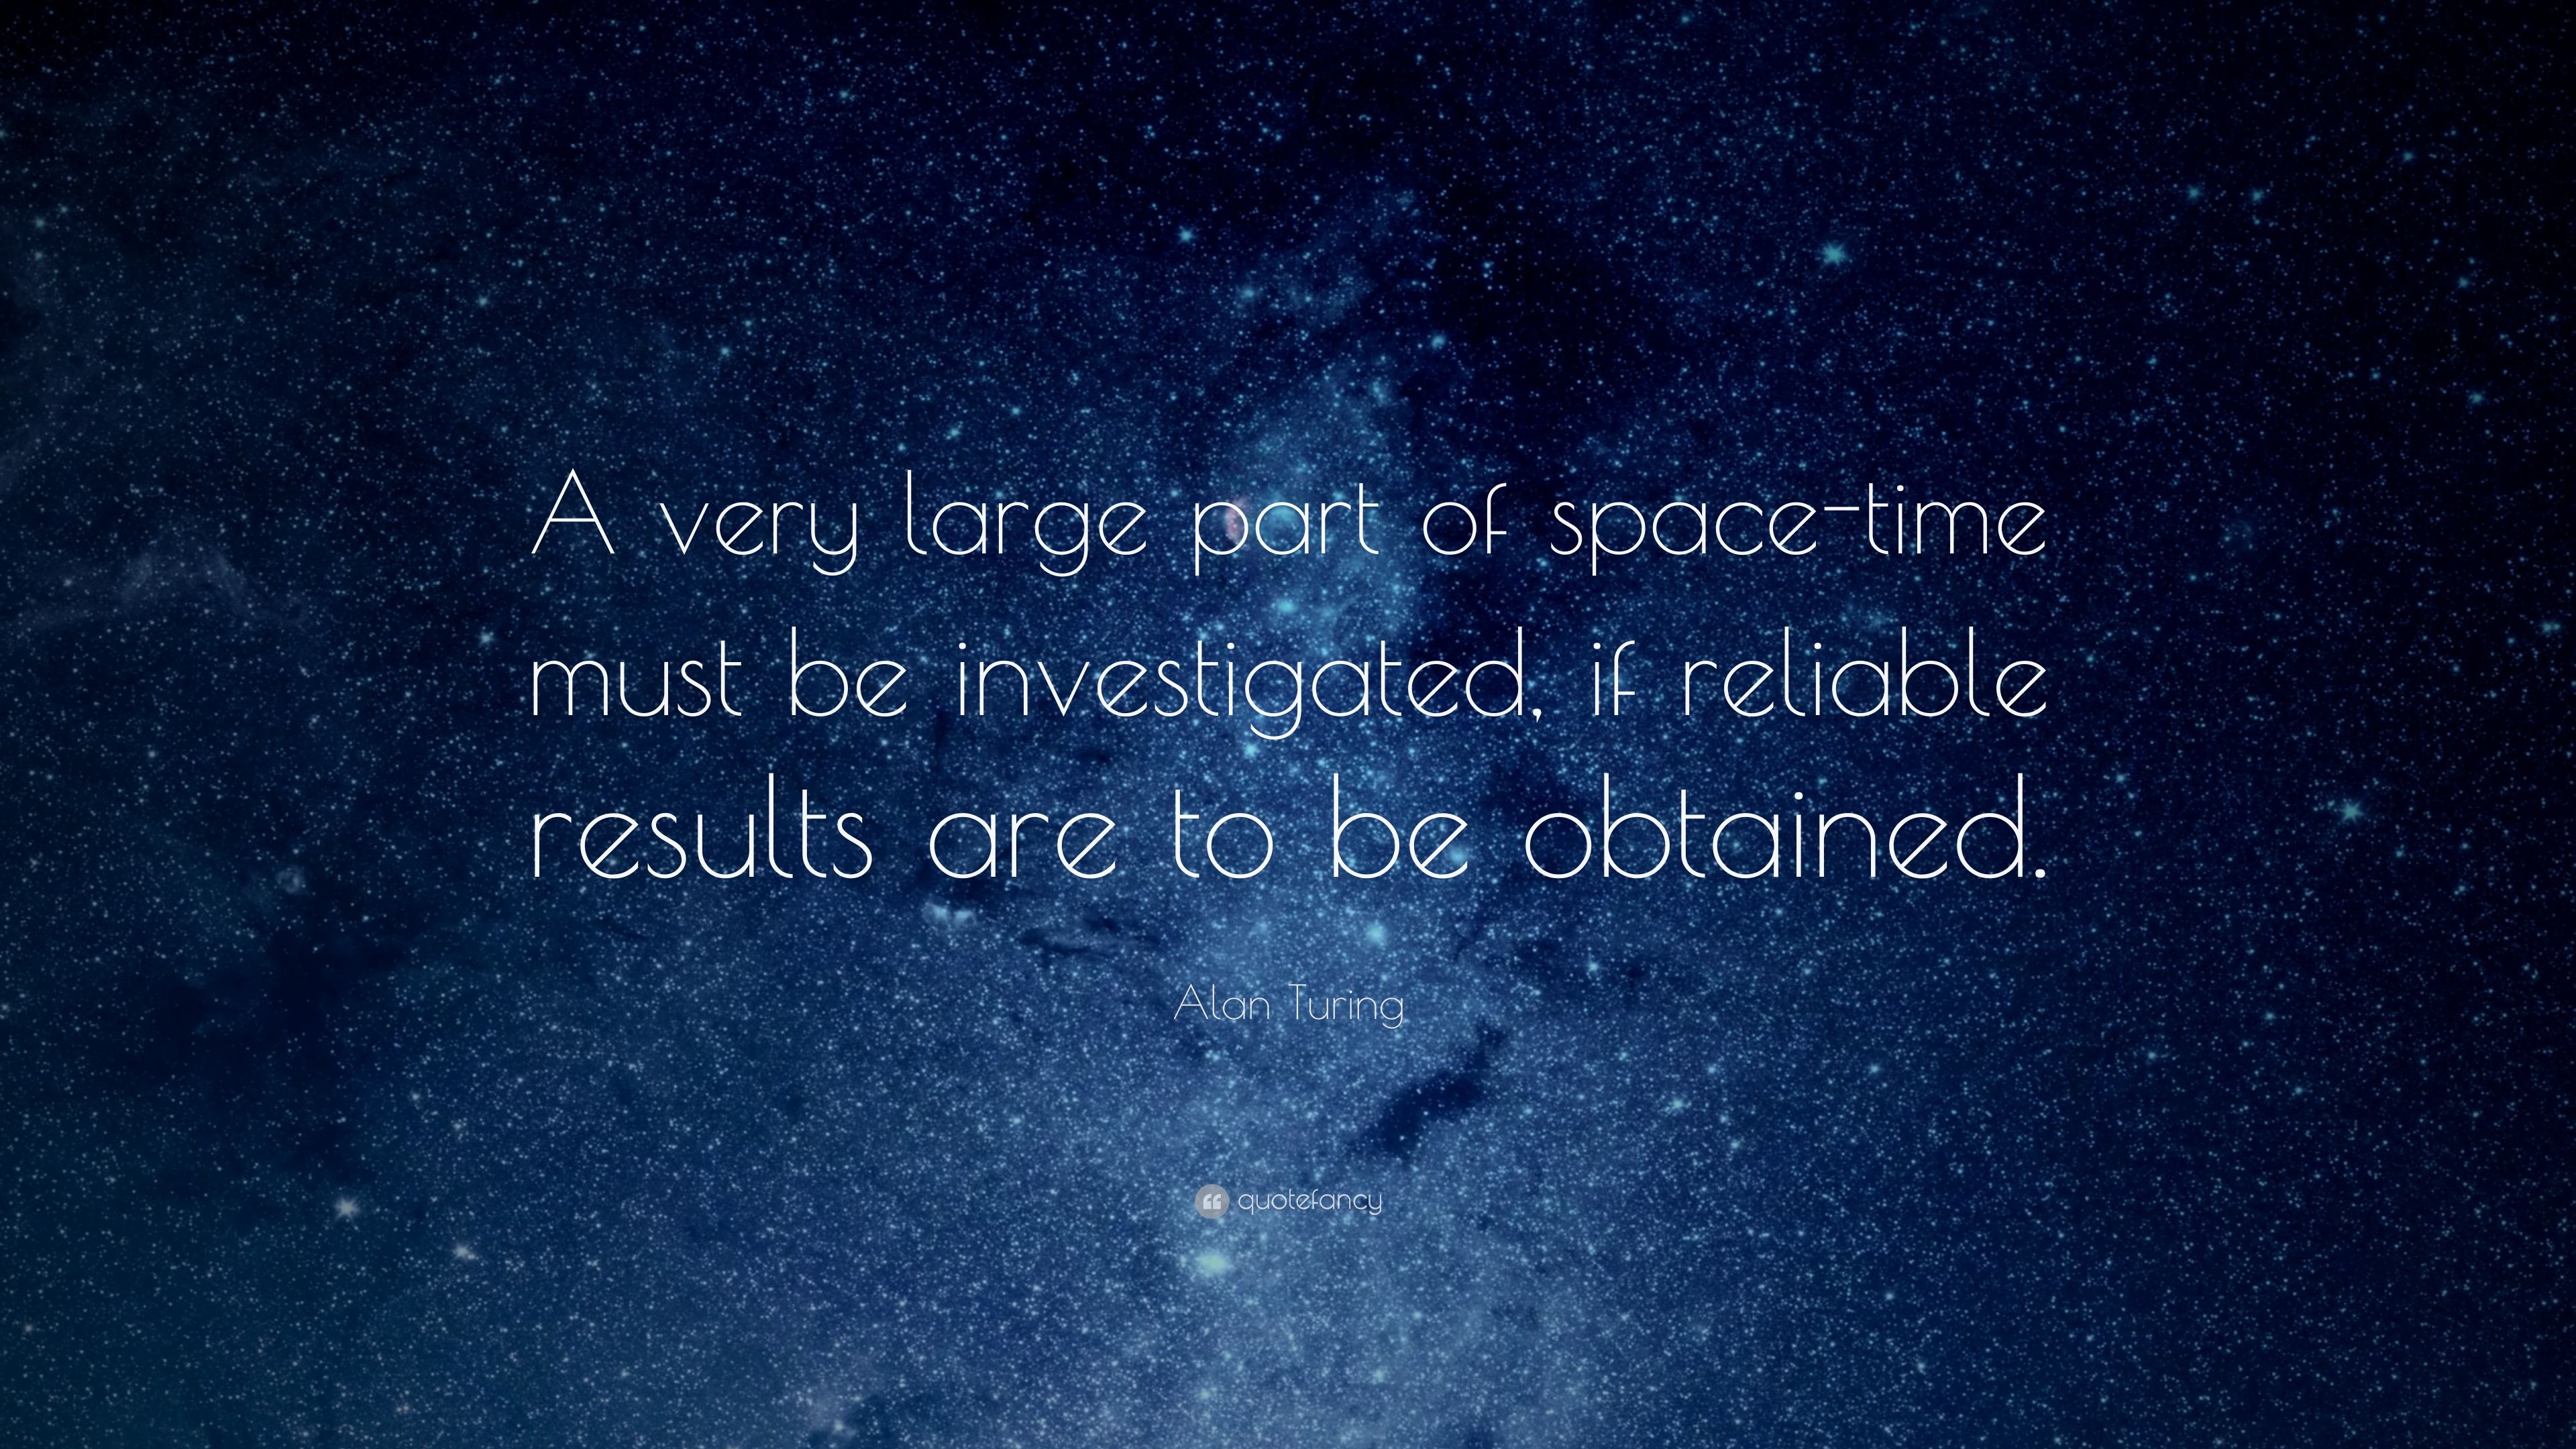 A very large part of space-time
must be investigated, if reliable
results are to be obtained.
Alan Turing
quotefancy